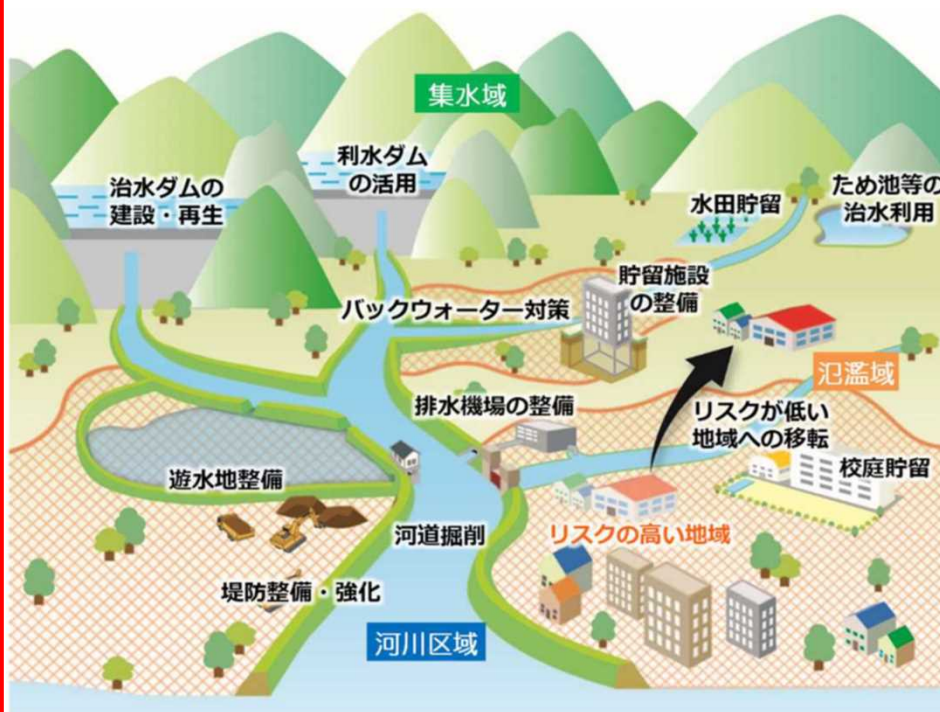 集水域
利水ダム
の活用
治水ダムの
建設・再生
水田貯留
ため池等の
治水利用
貯留施設
の整備
バックウォーター対策
氾濫域
排水機場の整備
リスクが低い
地域への移転
遊水地整備
校庭貯留
河道掘削
リスクの高い地域
堤防整備・強化
河川区域